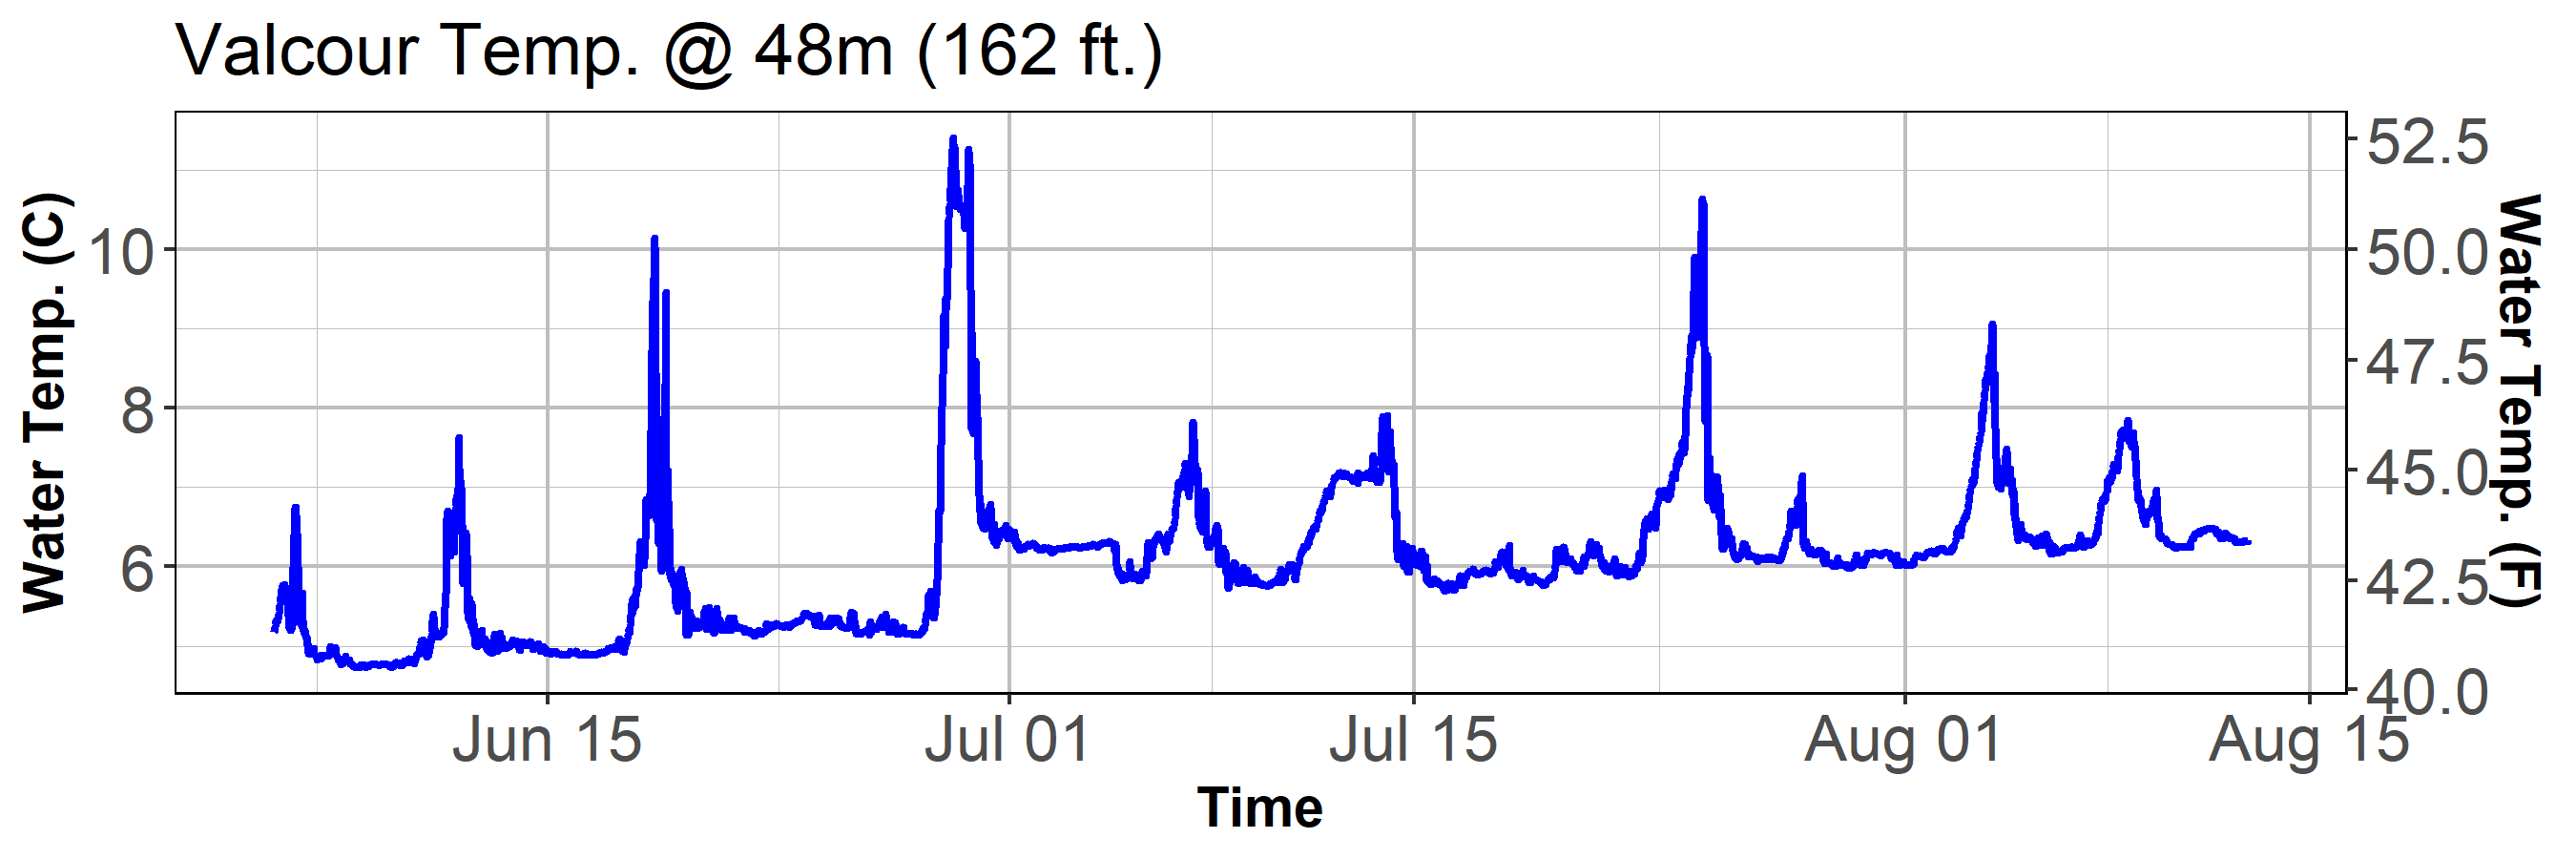 Valcour Temp. @ 48m (162 ft.)
Water Temp. (C)
10
8
6
52.5
50.0
47.5
45.0
42.5
40.0
Water Temp. (F)
Jun 15 Jul 01 Jul 15 Aug 01 Aug 15
Time